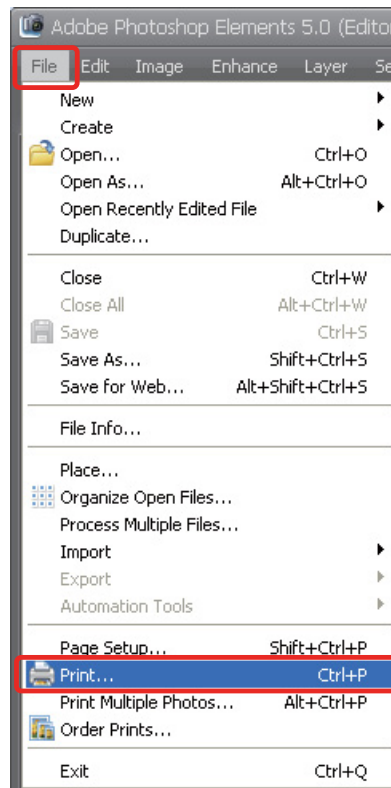 Adobe Photoshop Elements 5.0 (Edito
File Edit Image Enhance Layer Se
New
Create
Open... Ctrl+O
Open As... Alt+Ctrl+O
Open Recently Edited File
Duplicate...
Close Ctrl+W
Close All Alt+Ctrl+W
Save Ctrl+S
Save As... Shift+Ctrl+S
Save for Web... Alt+Shift+Ctrl+S
File Info...
Place...
Organize Open Files...
Process Multiple Files...
Import
Export
Automation Tools
Page Setup... Shift+Ctrl+P
Print... Ctrl+P
Print Multiple Photos... Alt+Ctrl+P
Order Prints...
Exit Ctrl+Q